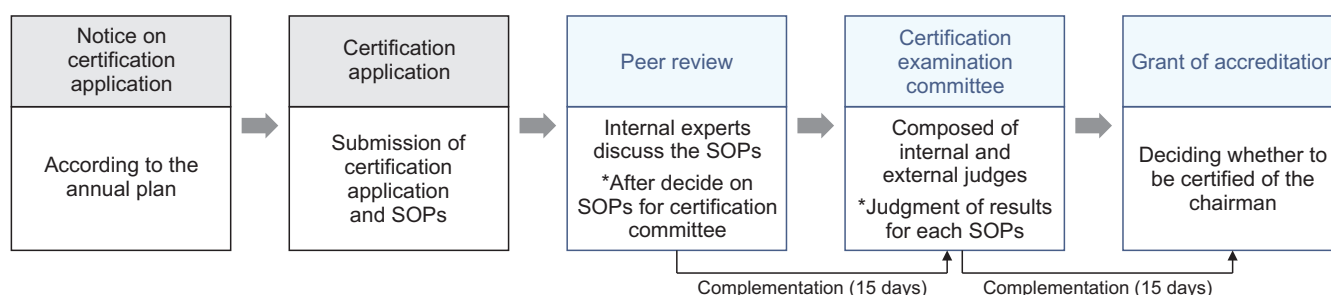 Notice on
certification
application
According to the
annual plan
Certification
application
Submission of
certification
application
and SOPs
Peer review
Internal experts
discuss the SOPs
*After decide on
SOPs for certification
committee
Certification
examination
committee
Composed of
internal and
external judges
*Judgment of results
for each SOPs
Grant of accreditation
Deciding whether to
be certified of the
chairman
Complementation (15 days)
Complementation (15 days)